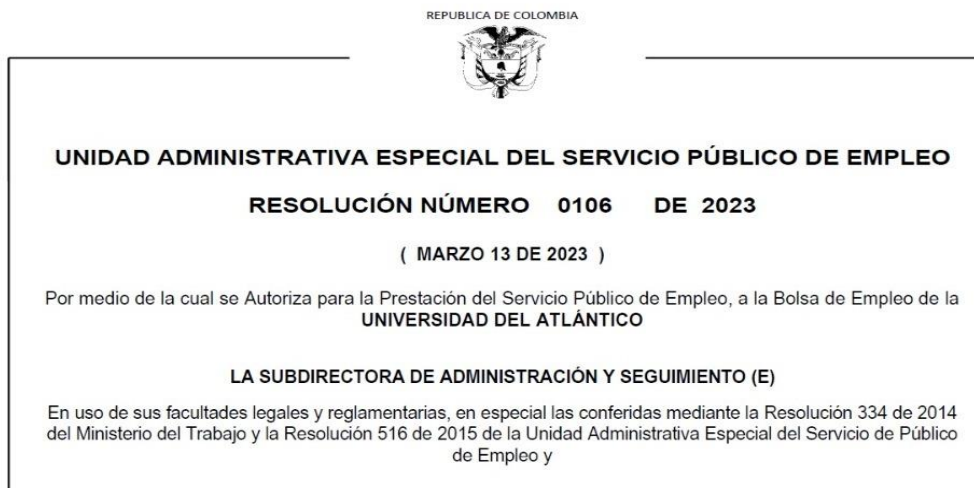 REPUBLICA DE COLOMBIA
UNIDAD ADMINISTRATIVA ESPECIAL DEL SERVICIO PÚBLICO DE EMPLEO
RESOLUCIÓN NÚMERO 0106 DE 2023
( MARZO 13 DE 2023 )
Por medio de la cual se Autoriza para la Prestación del Servicio Público de Empleo, a la Bolsa de Empleo de la
UNIVERSIDAD DEL ATLÁNTICO
LA SUBDIRECTORA DE ADMINISTRACIÓN Y SEGUIMIENTO (E)
En uso de sus facultades legales y reglamentarias, en especial las conferidas mediante la Resolución 334 de 2014
del Ministerio del Trabajo y la Resolución 516 de 2015 de la Unidad Administrativa Especial del Servicio de Público
de Empleo y